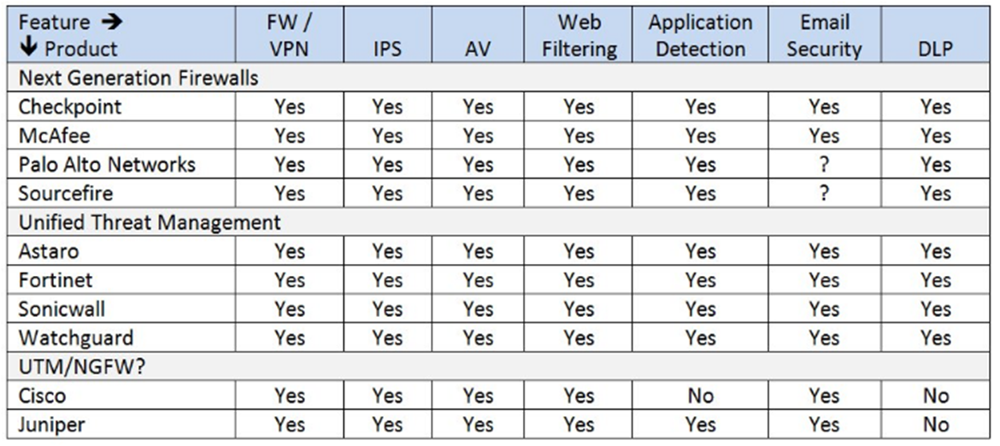 Feature → FW / Web Application Email
↓ Product VPN IPS AV Filtering Detection Security DLP
Next Generation Firewalls
Checkpoint Yes Yes Yes Yes Yes Yes Yes
McAfee Yes Yes Yes Yes Yes Yes Yes
Palo Alto Networks Yes Yes Yes Yes Yes ? Yes
Sourcefire Yes Yes Yes Yes Yes ? Yes
Unified Threat Management
Astaro Yes Yes Yes Yes Yes Yes Yes
Fortinet Yes Yes Yes Yes Yes Yes Yes
Sonicwall Yes Yes Yes Yes Yes Yes Yes
Watchguard Yes Yes Yes Yes Yes Yes Yes
UTM/NGFW?
Cisco Yes Yes Yes Yes No Yes No
Juniper Yes Yes Yes Yes Yes Yes No